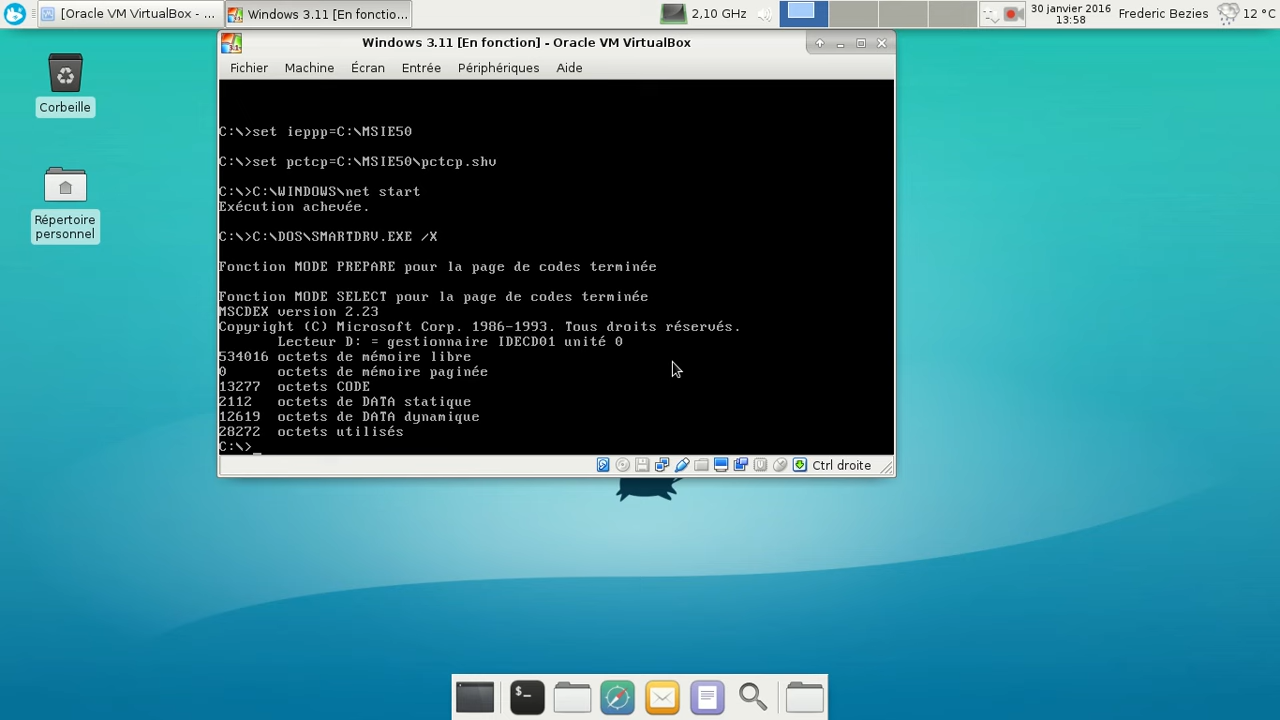 [Oracle VM VirtualBox - ...
Windows 3.11 [En fonctio...
2,10 GHz
30 janvier 2016
13:58
Frederic Bezies
12 °C
Corbeille
Répertoire
personnel
Windows 3.11 [En fonction] - Oracle VM VirtualBox
Fichier Machine Écran Entrée Périphériques Aide
C:\>set ieppp=C:\MSIE50
C:\>set pctcp=C:\MSIE50\pctcp.shv
C:\>C:\WINDOWS\net start
Exécution achevée.
C:\>C:\DOS\SMARTDRV.EXE /X
Fonction MODE PREPARE pour la page de codes terminée
Fonction MODE SELECT pour la page de codes terminée
MSCDEX version 2.23
Copyright (C) Microsoft Corp. 1986-1993. Tous droits réservés.
Lecteur D: = gestionnaire IDECD01 unité 0
534016 octets de mémoire libre
0 octets de mémoire paginée
13277 octets CODE
2112 octets de DATA statique
12619 octets de DATA dynamique
28272 octets utilisés
C:\>_
Ctrl droite
$-